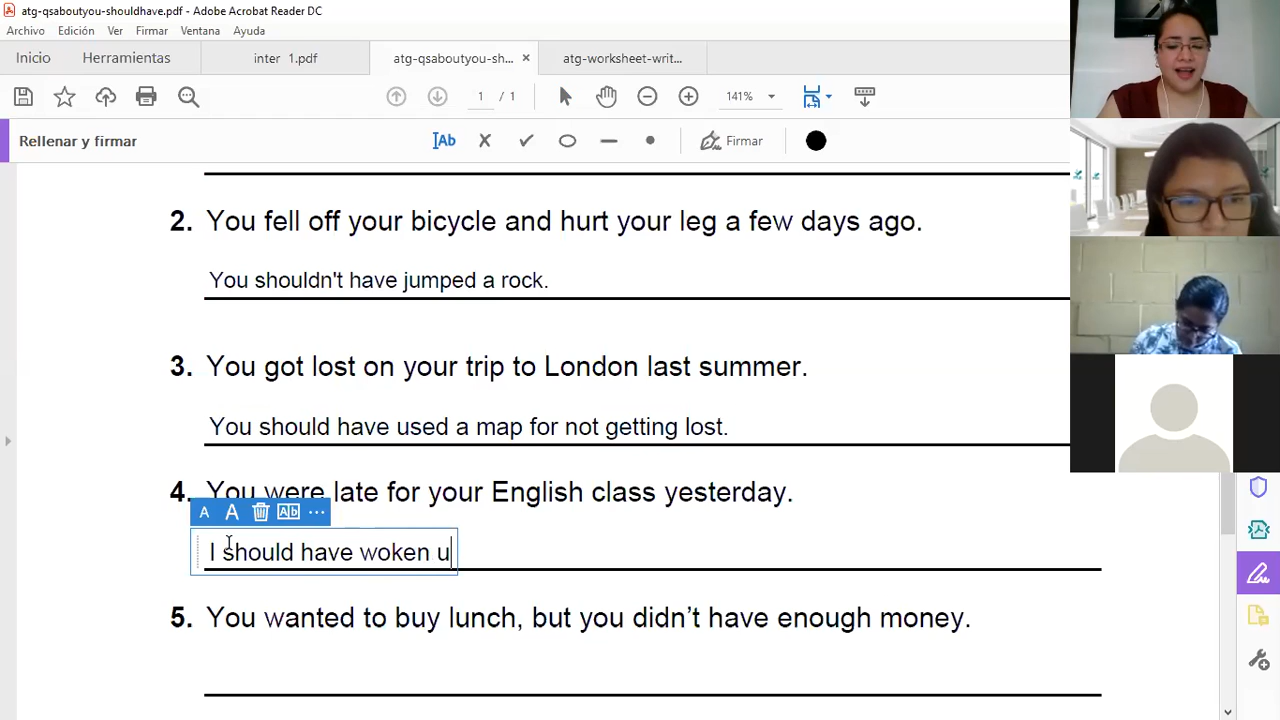 atg-qsaboutyou-shouldhave.pdf - Adobe Acrobat Reader DC
Archivo Edición Ver Firmar Ventana Ayuda
Inicio Herramientas inter 1.pdf atg-qsaboutyou-sh... × atg-worksheet-writ...
1 / 1 141%
Rellenar y firmar Ab Firmar
2. You fell off your bicycle and hurt your leg a few days ago.
You shouldn't have jumped a rock.
3. You got lost on your trip to London last summer.
You should have used a map for not getting lost.
4. You were late for your English class yesterday.
A A Ab ...
I should have woken u
5. You wanted to buy lunch, but you didn't have enough money.